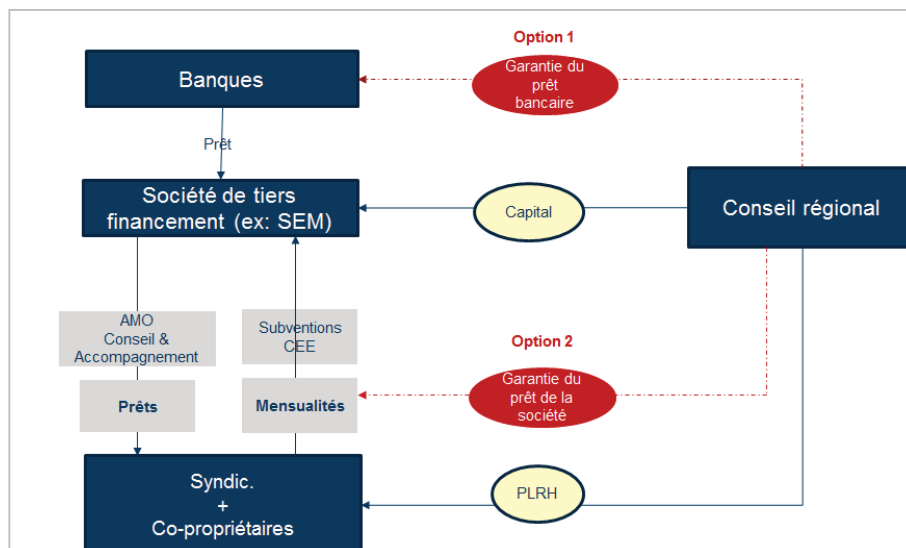 Option 1
Garantie du
prêt
bancaire
Banques
Prêt
Société de tiers
financement (ex: SEM)
Capital
Conseil régional
AMO
Conseil &
Accompagnement
Subventions
CEE
Option 2
Garantie du
prêt de la
société
Prêts
Mensualités
Syndic.
+
Co-propriétaires
PLRH